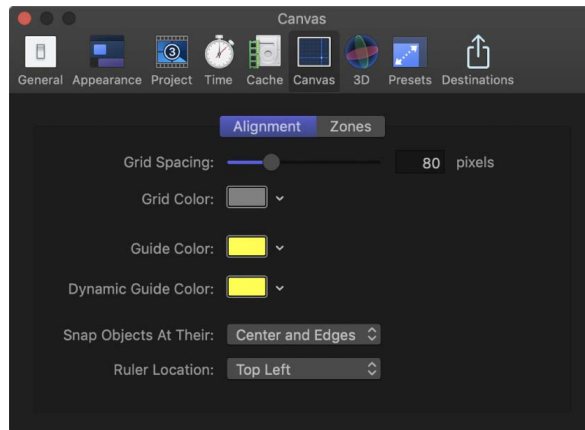 Canvas
General Appearance Project Time Cache Canvas 3D Presets Destinations
Alignment Zones
Grid Spacing: 80 pixels
Grid Color:
Guide Color:
Dynamic Guide Color:
Snap Objects At Their: Center and Edges
Ruler Location: Top Left